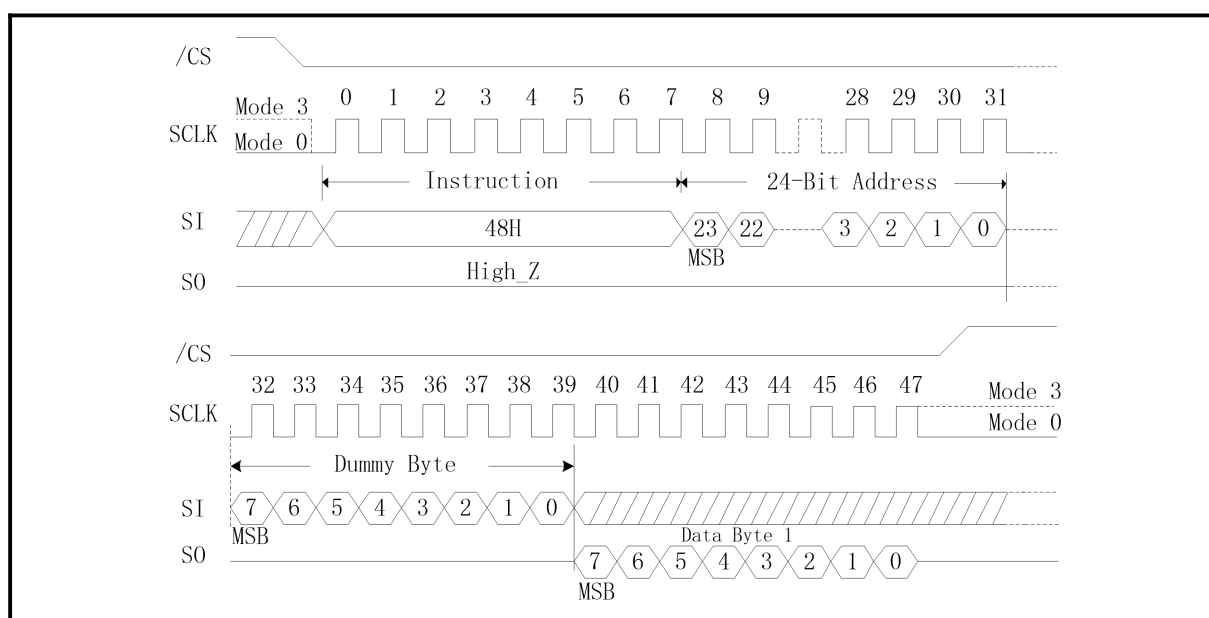 /CS
0 1 2 3 4 5 6 7 8 9 28 29 30 31
Mode 3
SCLK
Mode 0
Instruction 24-Bit Address
SI 48H 23 22 3 2 1 0
MSB
High_Z
SO
/CS
32 33 34 35 36 37 38 39 40 41 42 43 44 45 46 47
Mode 3
SCLK
Mode 0
Dummy Byte
SI 7 6 5 4 3 2 1 0
MSB
Data Byte 1
SO 7 6 5 4 3 2 1 0
MSB